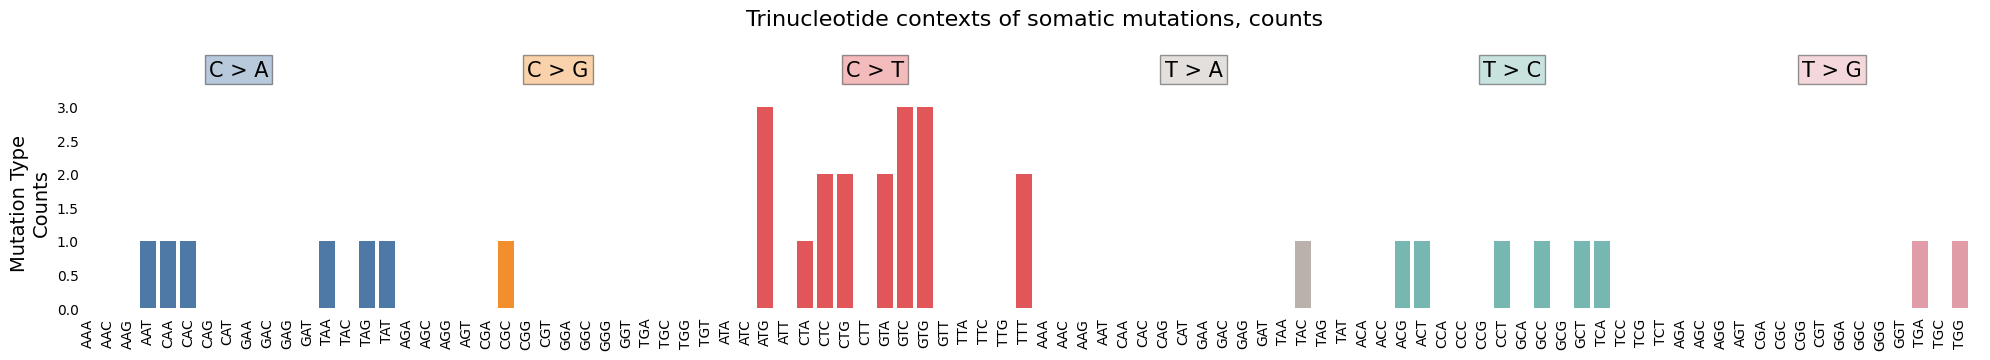 Trinucleotide contexts of somatic mutations, counts
C > A
C > G
C > T
T > A
T > C
T > G
Mutation Type
Counts
3.0
2.5
2.0
1.5
1.0
0.5
0.0
AAA AAC AAG AAT CAA CAC CAG CAT GAA GAC GAG GAT TAA TAC TAG TAT AGA AGC AGG AGT CGA CGC CGG CGT GGA GGC GGG GGT TGA TGC TGG TGT ATA ATC ATG ATT CTA CTC CTG CTT GTA GTC GTG GTT TTA TTC TTG TTT AAA AAC AAG AAT CAA CAC CAG CAT GAA GAC GAG GAT TAA TAC TAG TAT ACA ACC ACG ACT CCA CCC CCG CCT GCA GCC GCG GCT TCA TCC TCG TCT AGA AGC AGG AGT CGA CGC CGG CGT GGA GGC GGG GGT TGA TGC TGG